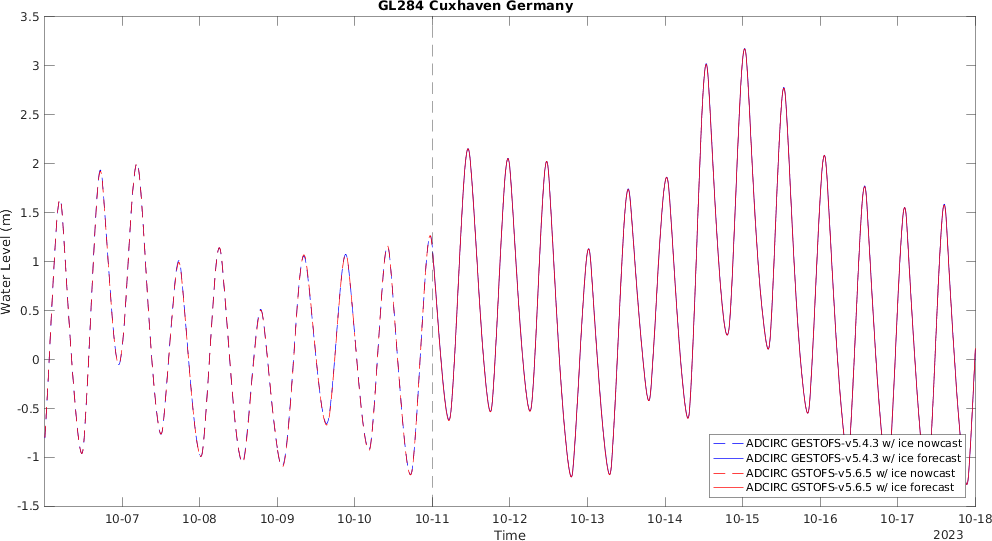 GL284 Cuxhaven Germany
3.5
3
2.5
2
1.5
1
0.5
0
-0.5
-1
-1.5
Water Level (m)
ADCIRC GESTOFS-v5.4.3 w/ ice nowcast
ADCIRC GESTOFS-v5.4.3 w/ ice forecast
ADCIRC GSTOFS-v5.6.5 w/ ice nowcast
ADCIRC GSTOFS-v5.6.5 w/ ice forecast
10-07 10-08 10-09 10-10 10-11 10-12 10-13 10-14 10-15 10-16 10-17 10-18
Time
2023